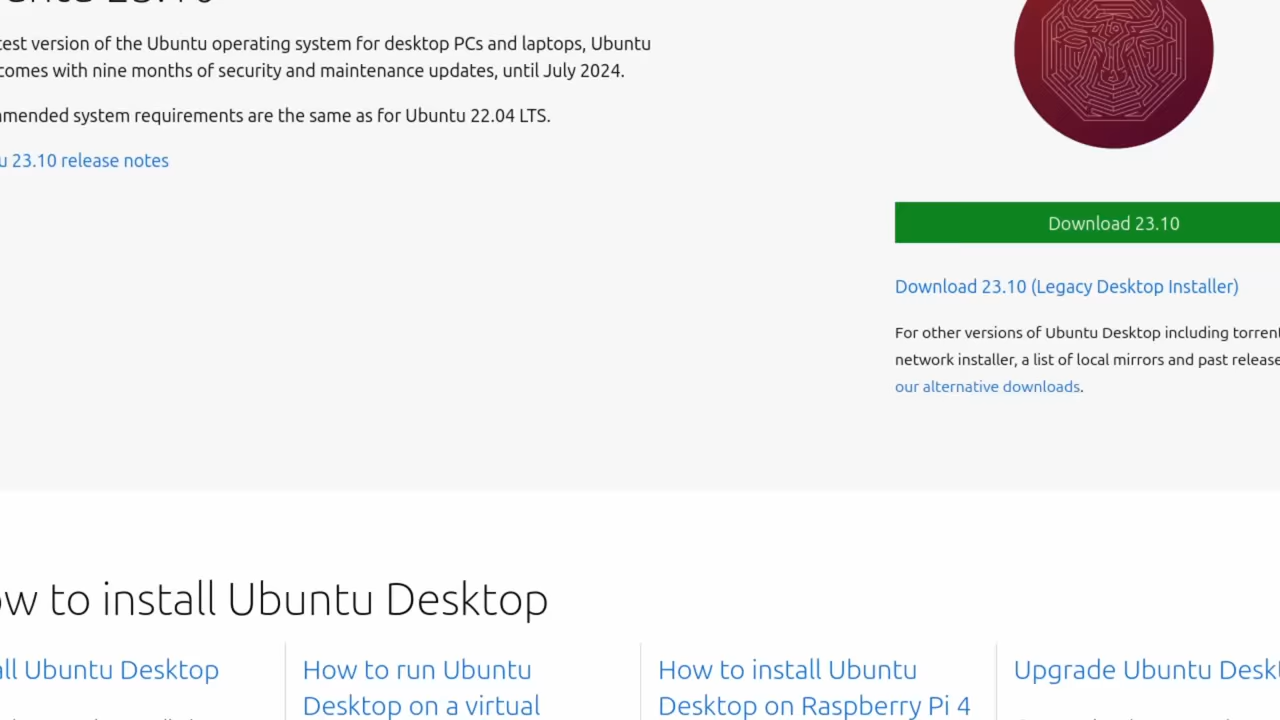 23.10
test version of the Ubuntu operating system for desktop PCs and laptops, Ubuntu
comes with nine months of security and maintenance updates, until July 2024.
mmended system requirements are the same as for Ubuntu 22.04 LTS.
u 23.10 release notes
Download 23.10
Download 23.10 (Legacy Desktop Installer)
For other versions of Ubuntu Desktop including torrent
network installer, a list of local mirrors and past release
our alternative downloads.
ow to install Ubuntu Desktop
all Ubuntu Desktop
How to run Ubuntu
Desktop on a virtual
How to install Ubuntu
Desktop on Raspberry Pi 4
Upgrade Ubuntu Deskt